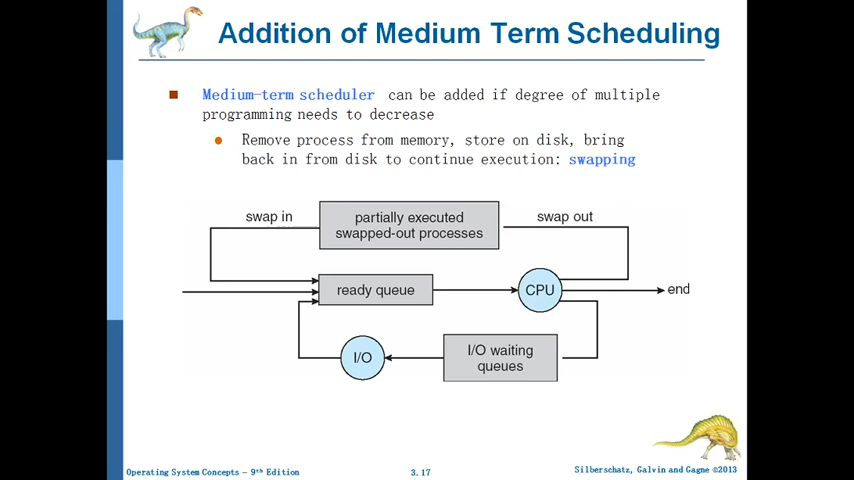 Addition of Medium Term Scheduling
Medium-term scheduler can be added if degree of multiple
programming needs to decrease
Remove process from memory, store on disk, bring
back in from disk to continue execution: swapping
swap in
partially executed
swapped-out processes
swap out
ready queue
CPU
end
I/O
I/O waiting
queues
Operating System Concepts – 9th Edition
3.17
Silberschatz, Galvin and Gagne ©2013